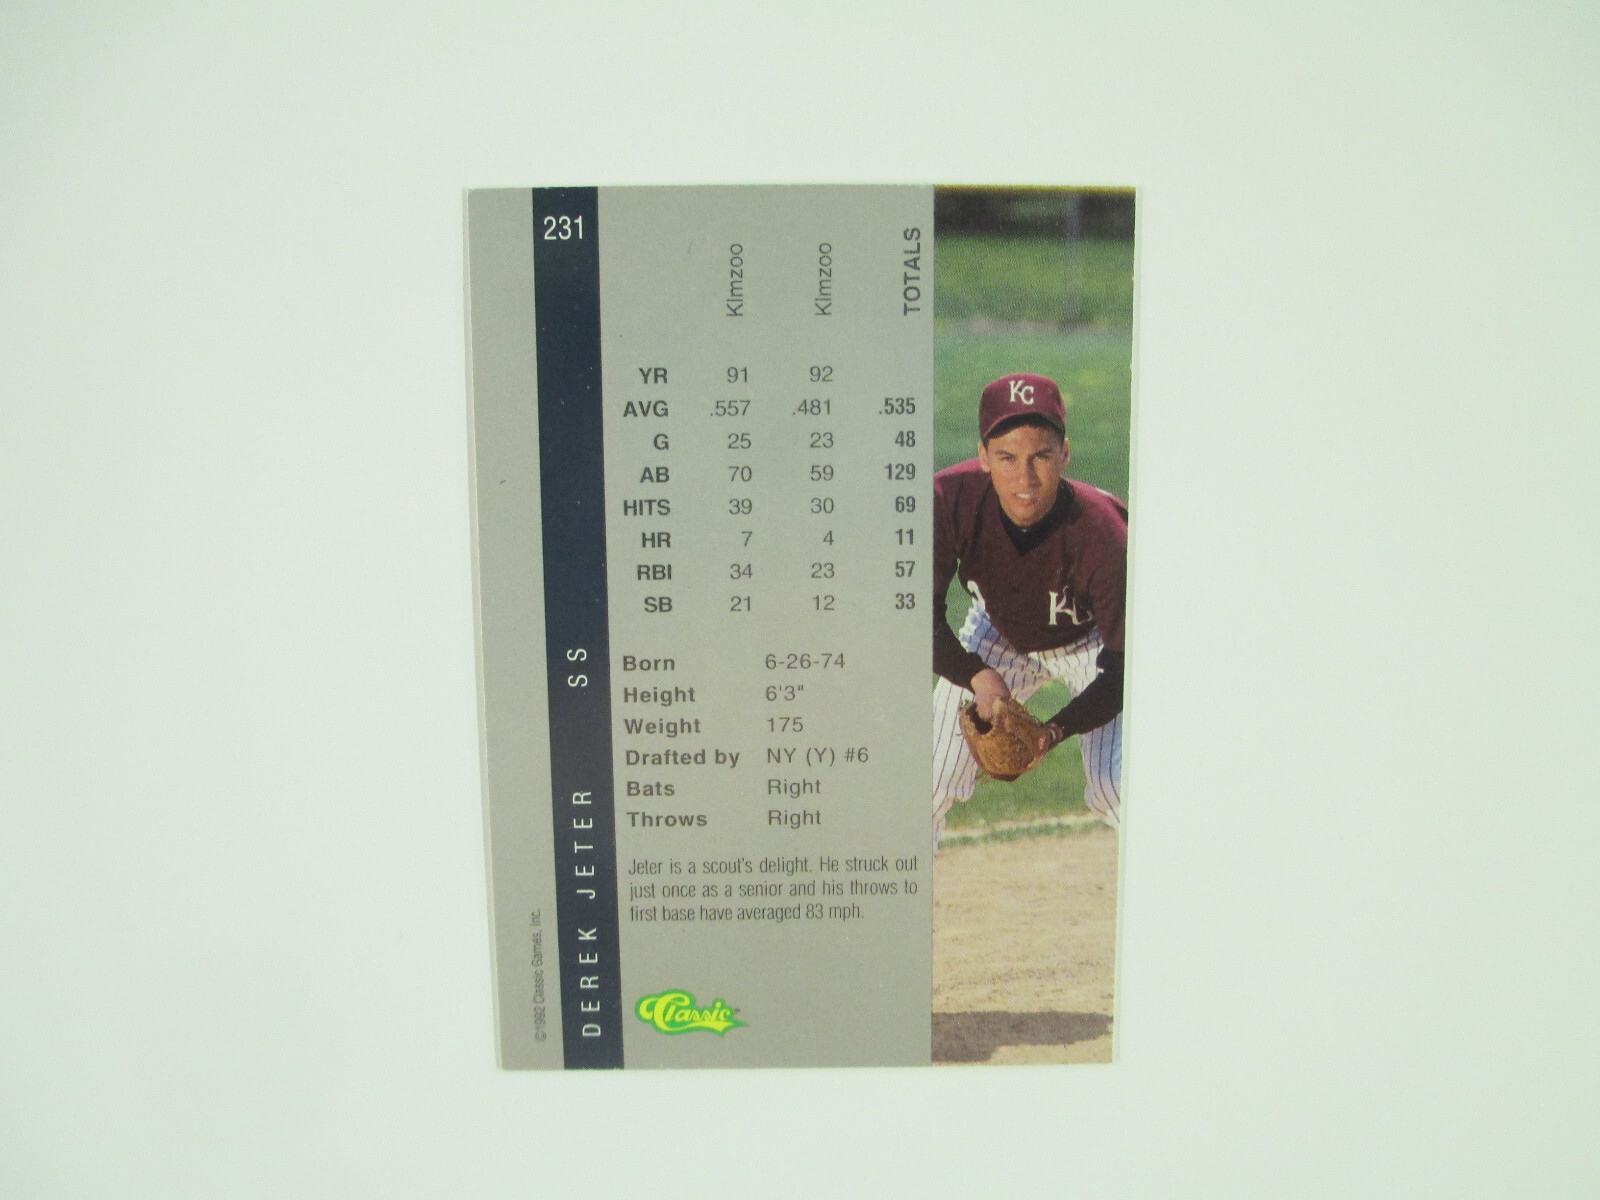 231
Klmzoo Klmzoo TOTALS
YR 91 92
AVG .557 .481 .535
G 25 23 48
AB 70 59 129
HITS 39 30 69
HR 7 4 11
RBI 34 23 57
SB 21 12 33
Born 6-26-74
Height 6'3"
Weight 175
Drafted by NY (Y) #6
Bats Right
Throws Right
Jeter is a scout's delight. He struck out
just once as a senior and his throws to
first base have averaged 83 mph.
Classic
DEREK JETER SS
©1992 Classic Games, Inc.
KC
K